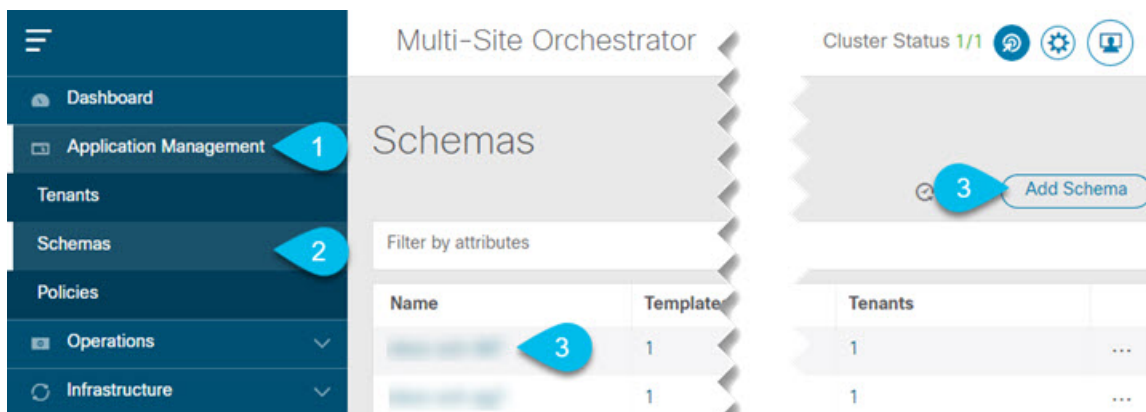 Multi-Site Orchestrator
Cluster Status 1/1
Dashboard
Application Management
1
Tenants
Schemas
2
Policies
Operations
Infrastructure
Schemas
3
Add Schema
Filter by attributes
Name
Tenants
3
1
1
...
1
1
...